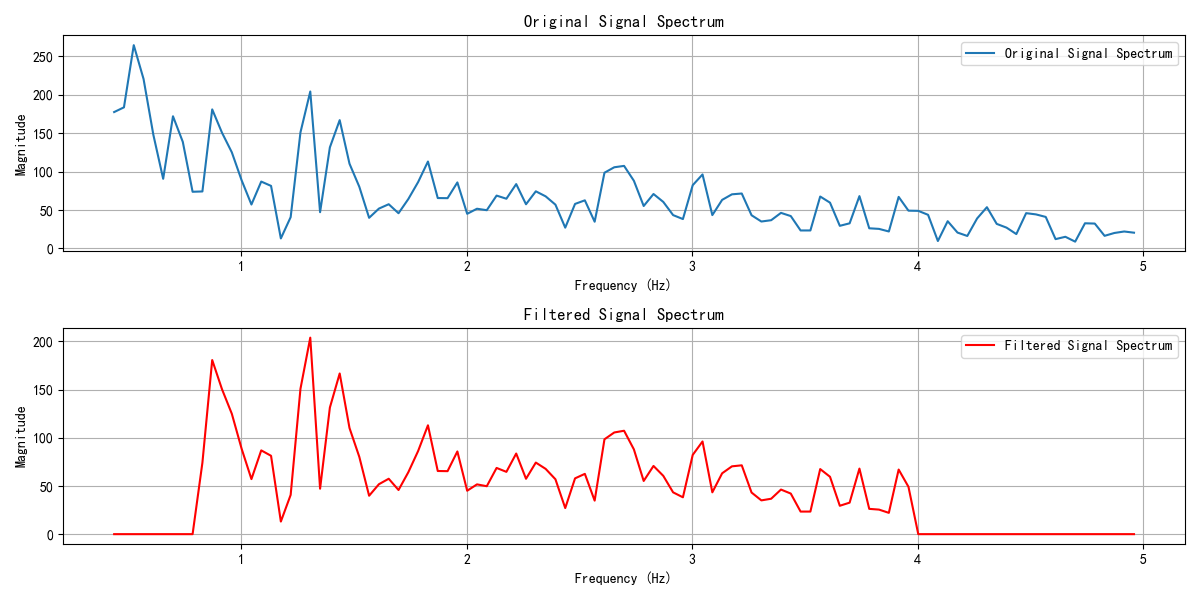 Original Signal Spectrum
Original Signal Spectrum
250
200
150
100
50
0
Magnitude
1 2 3 4 5
Frequency (Hz)
Filtered Signal Spectrum
Filtered Signal Spectrum
200
150
100
50
0
Magnitude
1 2 3 4 5
Frequency (Hz)